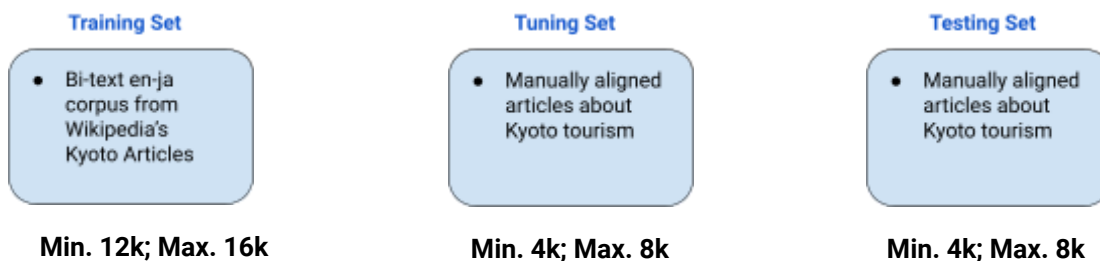 Training Set
● Bi-text en-ja
corpus from
Wikipedia's
Kyoto Articles
Min. 12k; Max. 16k
Tuning Set
● Manually aligned
articles about
Kyoto tourism
Min. 4k; Max. 8k
Testing Set
● Manually aligned
articles about
Kyoto tourism
Min. 4k; Max. 8k